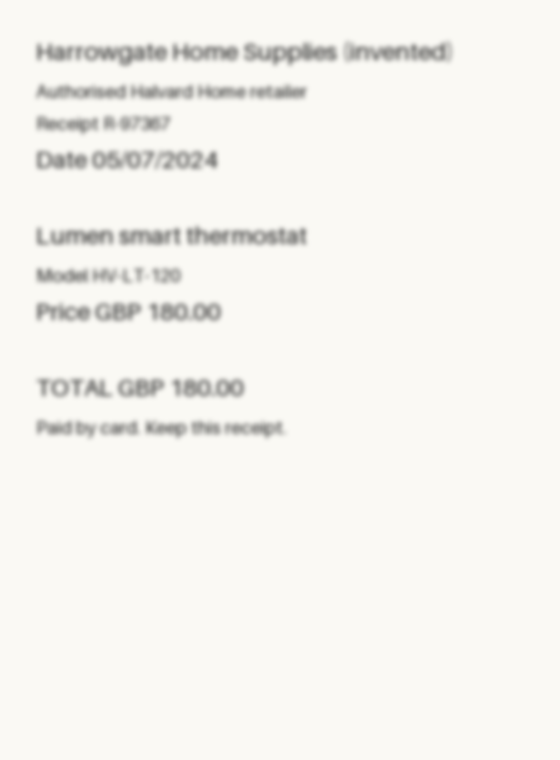 Harrowgate Home Supplies (invented)
Authorised Halvard Home retailer
Receipt R-97367
Date 05/07/2024
Lumen smart thermostat
Model HV-LT-120
Price GBP 180.00
TOTAL GBP 180.00
Paid by card. Keep this receipt.